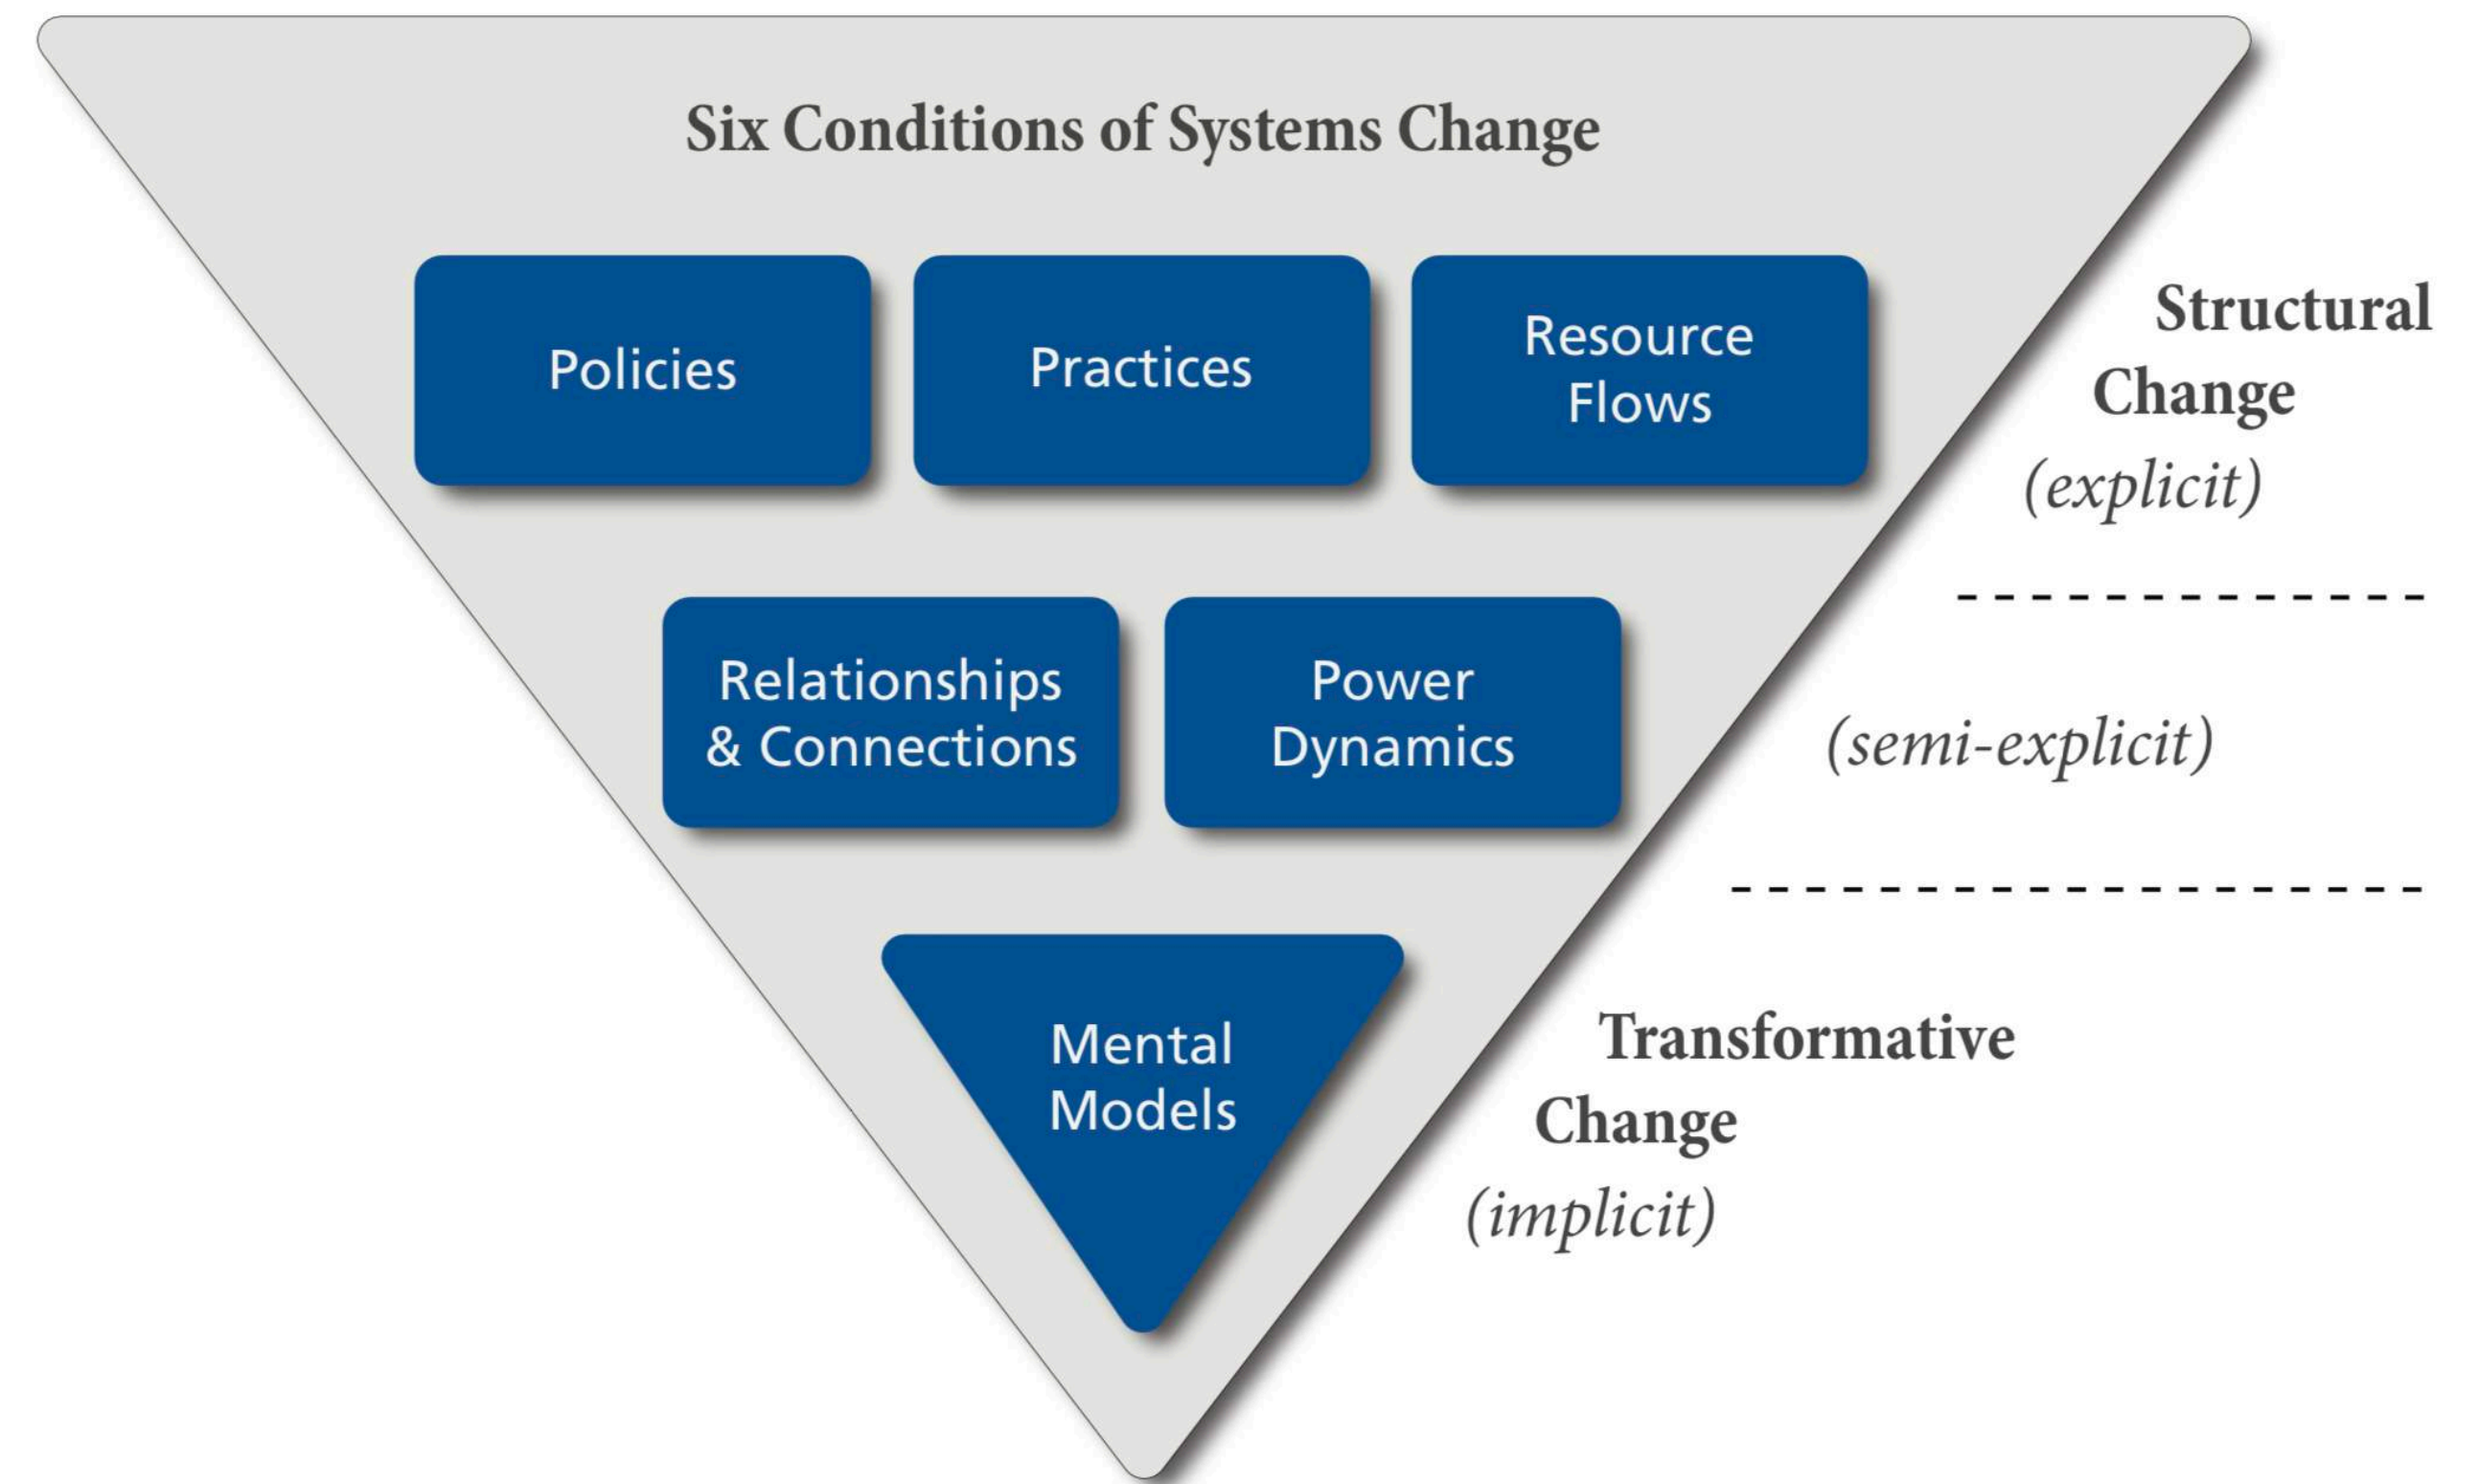 Six Conditions of Systems Change
Policies
Practices
Resource
Flows
Structural
Change
(explicit)
Relationships
& Connections
Power
Dynamics
(semi-explicit)
Mental
Models
Transformative
Change
(implicit)